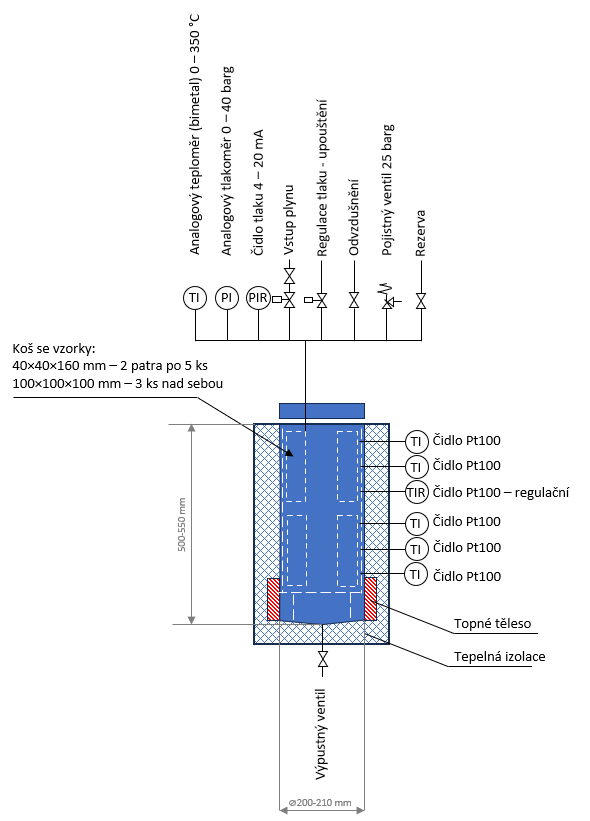 Analogový teploměr (bimetal) 0 – 350 °C
Analogový tlakoměr 0 – 40 barg
Čidlo tlaku 4 – 20 mA
Vstup plynu
Regulace tlaku - upouštění
Odvzdušnění
Pojistný ventil 25 barg
Rezerva
TI
PI
PIR
Koš se vzorky:
40×40×160 mm – 2 patra po 5 ks
100×100×100 mm – 3 ks nad sebou
TI Čidlo Pt100
TI Čidlo Pt100
TIR Čidlo Pt100 – regulační
TI Čidlo Pt100
TI Čidlo Pt100
TI Čidlo Pt100
500-550 mm
Topné těleso
Tepelná izolace
Výpustný ventil
⌀200-210 mm